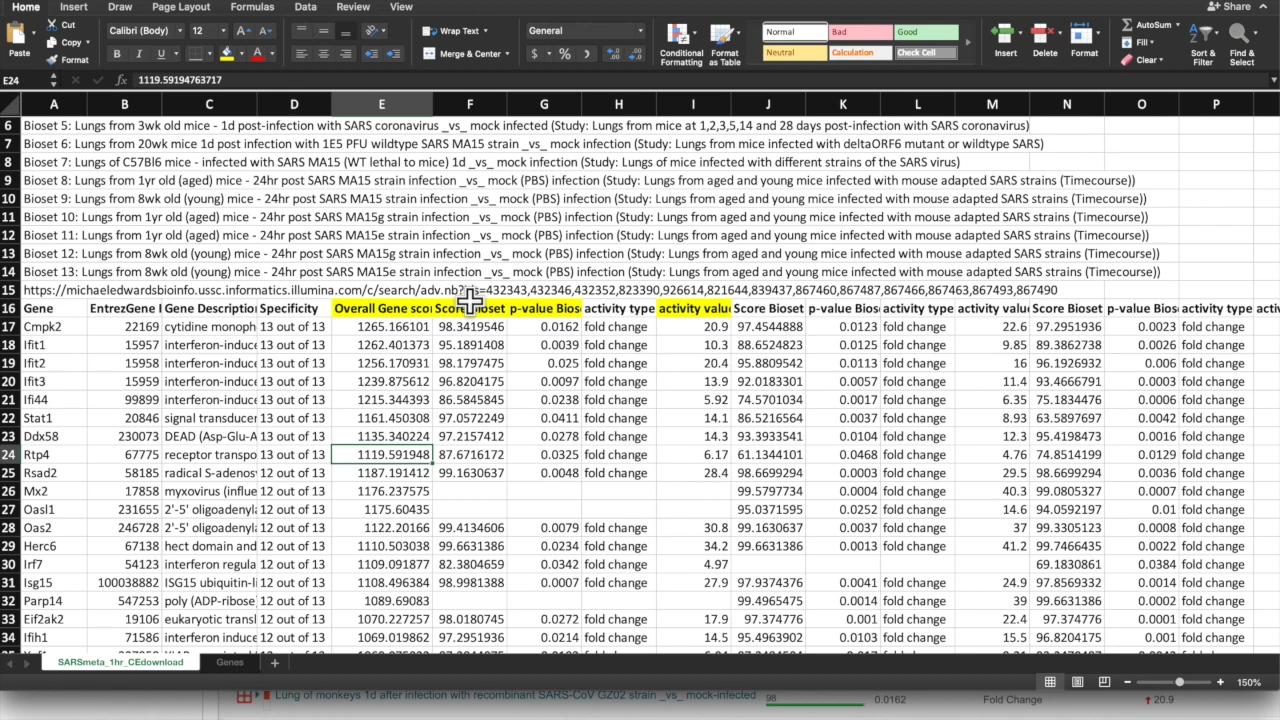 Home Insert Draw Page Layout Formulas Data Review View Share
Paste Cut Copy Format Calibri (Body) 12 Wrap Text Merge & Center General Conditional Formatting Format as Table Normal Bad Good Neutral Calculation Check Cell Insert Delete Format AutoSum Fill Clear Sort & Filter Find & Select
E24 fx 1119.59194763717
A B C D E F G H I J K L M N O P
6 Bioset 5: Lungs from 3wk old mice - 1d post-infection with SARS coronavirus _vs_ mock infected (Study: Lungs from mice at 1,2,3,5,14 and 28 days post-infection with SARS coronavirus)
7 Bioset 6: Lungs from 20wk mice 1d post infection with 1E5 PFU wildtype SARS MA15 strain _vs_ mock infection (Study: Lungs from mice infected with deltaORF6 mutant or wildtype SARS)
8 Bioset 7: Lungs of C57Bl6 mice - infected with SARS MA15 (WT lethal to mice) 1d _vs_ mock infection (Study: Lungs of mice infected with different strains of the SARS virus)
9 Bioset 8: Lungs from 1yr old (aged) mice - 24hr post SARS MA15 strain infection _vs_ mock (PBS) infection (Study: Lungs from aged and young mice infected with mouse adapted SARS strains (Timecourse))
10 Bioset 9: Lungs from 8wk old (young) mice - 24hr post SARS MA15 strain infection _vs_ mock (PBS) infection (Study: Lungs from aged and young mice infected with mouse adapted SARS strains (Timecourse))
11 Bioset 10: Lungs from 1yr old (aged) mice - 24hr post SARS MA15g strain infection _vs_ mock (PBS) infection (Study: Lungs from aged and young mice infected with mouse adapted SARS strains (Timecourse))
12 Bioset 11: Lungs from 1yr old (aged) mice - 24hr post SARS MA15e strain infection _vs_ mock (PBS) infection (Study: Lungs from aged and young mice infected with mouse adapted SARS strains (Timecourse))
13 Bioset 12: Lungs from 8wk old (young) mice - 24hr post SARS MA15g strain infection _vs_ mock (PBS) infection (Study: Lungs from aged and young mice infected with mouse adapted SARS strains (Timecourse))
14 Bioset 13: Lungs from 8wk old (young) mice - 24hr post SARS MA15e strain infection _vs_ mock (PBS) infection (Study: Lungs from aged and young mice infected with mouse adapted SARS strains (Timecourse))
15 https://michaeledwardsbioinfo.ussc.informatics.illumina.com/c/search/adv.nb?ids=432343,432346,432352,823390,926614,821644,839437,867460,867487,867466,867463,867493,867490
16 Gene EntrezGene I Gene Description Specificity Overall Gene scor Score Bioset p-value Bios activity type activity valu Score Bioset p-value Bios activity type activity valu Score Bioset p-value Bios activity type
17 Cmpk2 22169 cytidine monoph 13 out of 13 1265.166101 98.3419546 0.0162 fold change 20.9 97.4544888 0.0123 fold change 22.6 97.2951936 0.0023 fold change
18 Ifit1 15957 interferon-induce 13 out of 13 1262.401373 95.1891408 0.0039 fold change 10.3 88.6524823 0.0125 fold change 9.85 89.3862738 0.0026 fold change
19 Ifit2 15958 interferon-induce 13 out of 13 1256.170931 98.1797475 0.025 fold change 20.4 95.8809542 0.0113 fold change 16 96.1926932 0.006 fold change
20 Ifit3 15959 interferon-induce 13 out of 13 1239.875612 96.8204175 0.0097 fold change 13.9 92.0183301 0.0057 fold change 11.4 93.4666791 0.0003 fold change
21 Ifi44 99899 interferon-induce 13 out of 13 1215.344393 86.5845845 0.0238 fold change 5.92 74.5701034 0.0017 fold change 6.35 75.1834476 0.0004 fold change
22 Stat1 20846 signal transducer 13 out of 13 1161.450308 97.0572249 0.0411 fold change 14.1 86.5216564 0.0037 fold change 8.93 63.5897697 0.0042 fold change
23 Ddx58 230073 DEAD (Asp-Glu-A 13 out of 13 1135.340224 97.2157412 0.0278 fold change 14.3 93.3933541 0.0104 fold change 12.3 95.4198473 0.0016 fold change
24 Rtp4 67775 receptor transpo 13 out of 13 1119.591948 87.6716172 0.0325 fold change 6.17 61.1344101 0.0468 fold change 4.76 74.8514499 0.0129 fold change
25 Rsad2 58185 radical S-adenos 12 out of 13 1187.191412 99.1630637 0.0048 fold change 28.4 98.6699294 0.0003 fold change 29.5 98.6699294 0.0036 fold change
26 Mx2 17858 myxovirus (influe 12 out of 13 1176.237575 99.5797734 0.0004 fold change 40.3 99.0805327 0.0007 fold change
27 Oasl1 231655 2'-5' oligoadenyla 12 out of 13 1175.60435 95.0371595 0.0252 fold change 14.6 94.0592197 0.01 fold change
28 Oas2 246728 2'-5' oligoadenyla 12 out of 13 1122.20166 99.4134606 0.0079 fold change 30.8 99.1630637 0.0005 fold change 37 99.3305123 0.0008 fold change
29 Herc6 67138 hect domain and 12 out of 13 1110.503038 99.6631386 0.0234 fold change 34.2 99.6631386 0.0013 fold change 41.2 99.7466435 0.0022 fold change
30 Irf7 54123 interferon regula 12 out of 13 1109.091877 82.3804659 0.0342 fold change 4.97 69.1830861 0.0384 fold change
31 Isg15 100038882 ISG15 ubiquitin-li 12 out of 13 1108.496384 98.9981388 0.0007 fold change 27.9 97.9374376 0.0041 fold change 24.9 97.8569332 0.0014 fold change
32 Parp14 547253 poly (ADP-ribose) 12 out of 13 1089.69083 99.4965475 0.0014 fold change 39 99.6631386 0.0002 fold change
33 Eif2ak2 19106 eukaryotic transl 12 out of 13 1070.227257 98.0180745 0.0272 fold change 17.9 97.374776 0.001 fold change 22.4 97.374776 0.0001 fold change
34 Ifih1 71586 interferon induce 12 out of 13 1069.019862 97.2951936 0.0214 fold change 14.5 95.4963902 0.0103 fold change 15.5 96.8204175 0.001 fold change
SARSmeta_1hr_CEdownload Genes
150%
Lung of monkeys 1d after infection with recombinant SARS-CoV GZ02 strain _vs_ mock-infected 98 0.0162 Fold Change 20.9